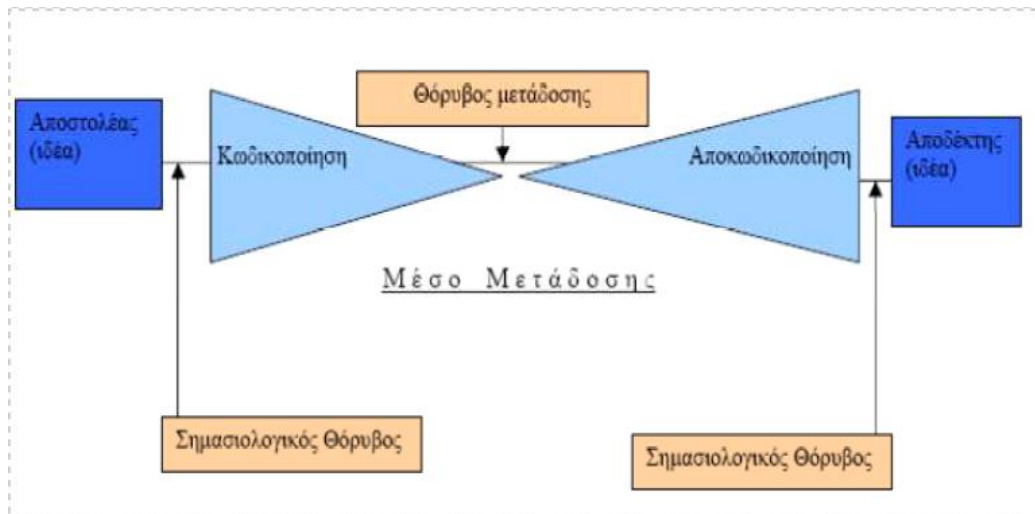 Θόρυβος μετάδοσης
Αποστολέας
(ιδέα)
Κωδικοποίηση
Αποκωδικοποίηση
Αποδέκτης
(ιδέα)
Μέσο Μετάδοσης
Σημασιολογικός Θόρυβος
Σημασιολογικός Θόρυβος